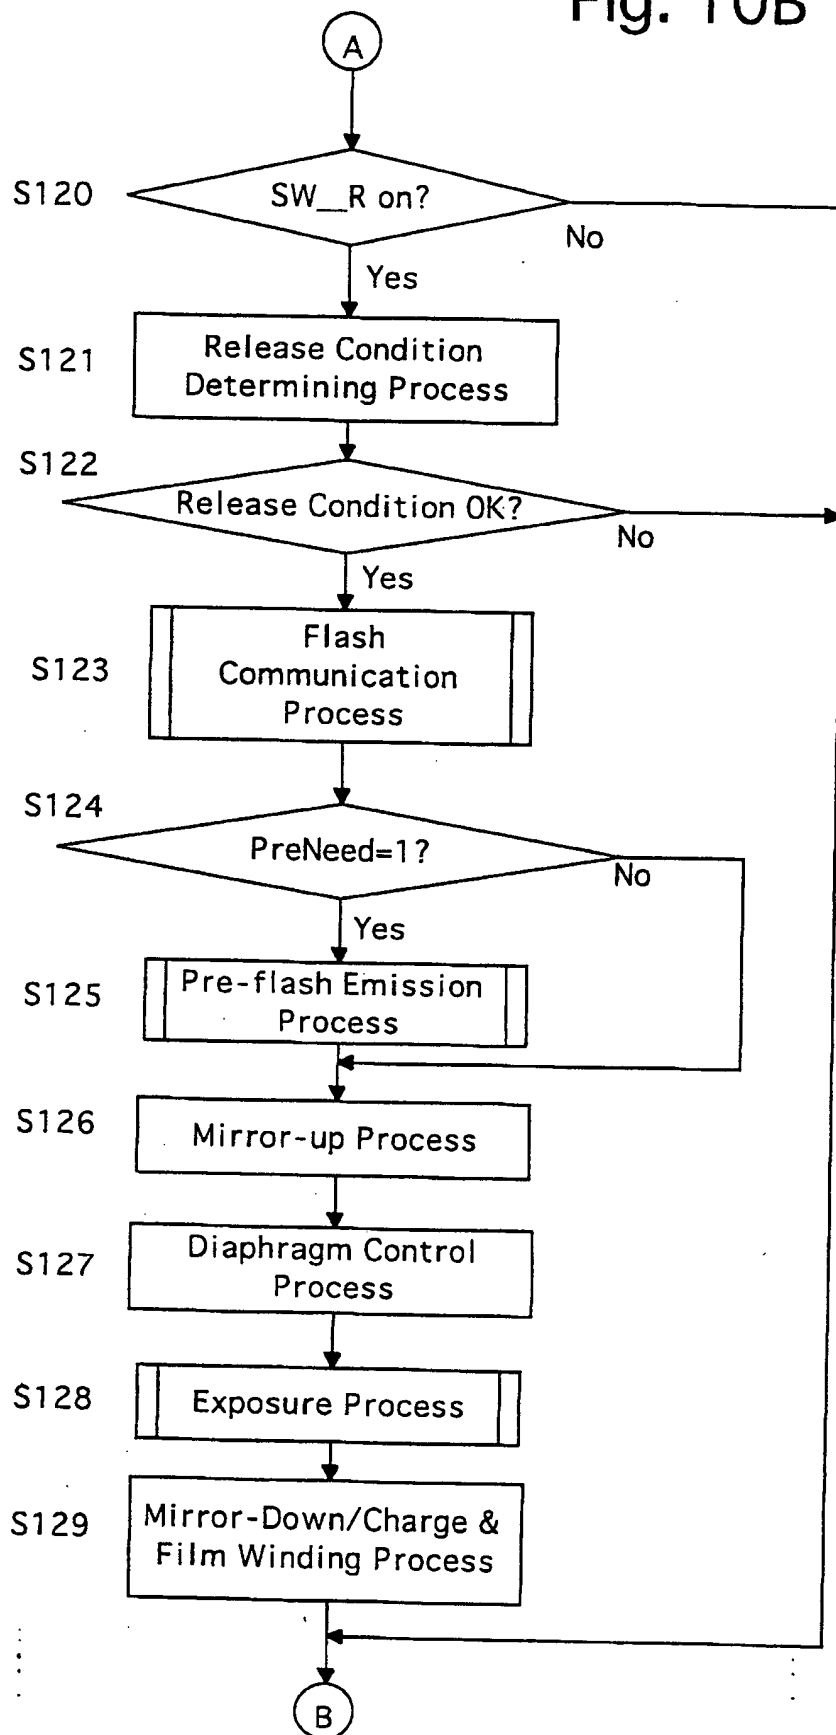 Fig. 10B
A
S120
SW__R on?
No
Yes
S121
Release Condition
Determining Process
S122
Release Condition OK?
No
Yes
S123
Flash
Communication
Process
S124
PreNeed=1?
No
Yes
S125
Pre-flash Emission
Process
S126
Mirror-up Process
S127
Diaphragm Control
Process
S128
Exposure Process
S129
Mirror-Down/Charge &
Film Winding Process
B